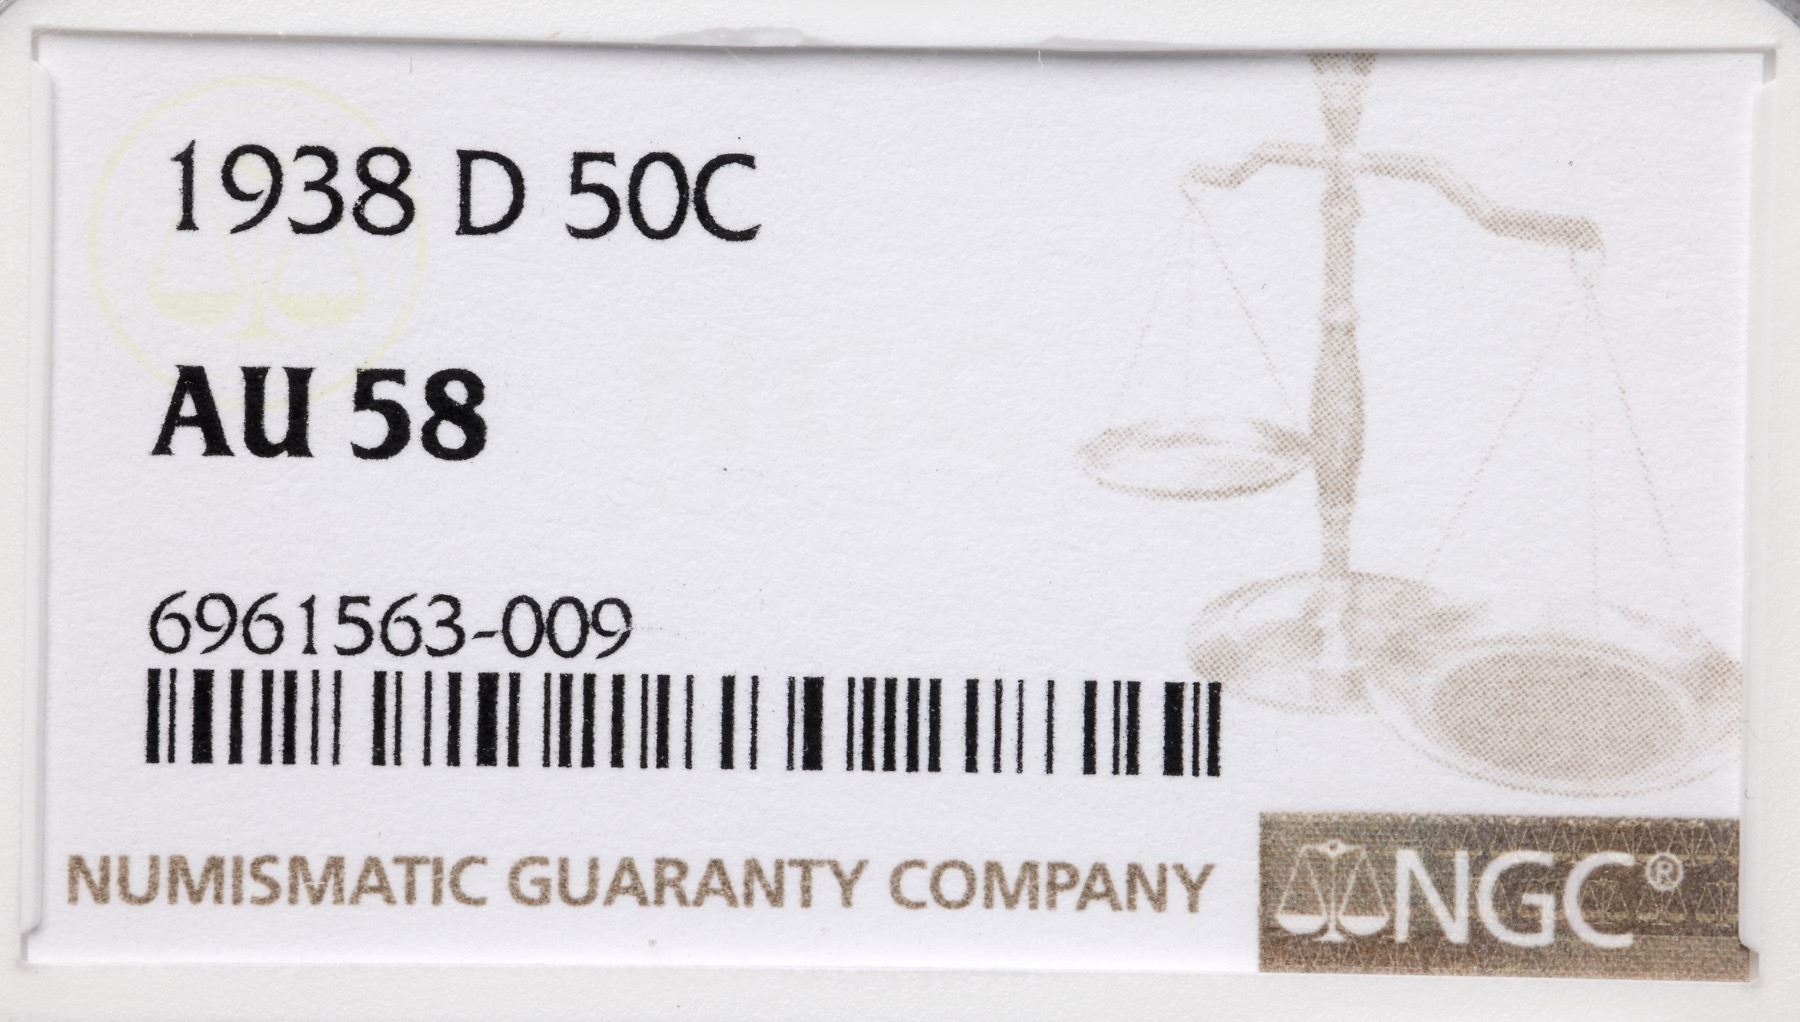 1938 D 50C
AU 58
6961563-009
NUMISMATIC GUARANTY COMPANY
NGC®